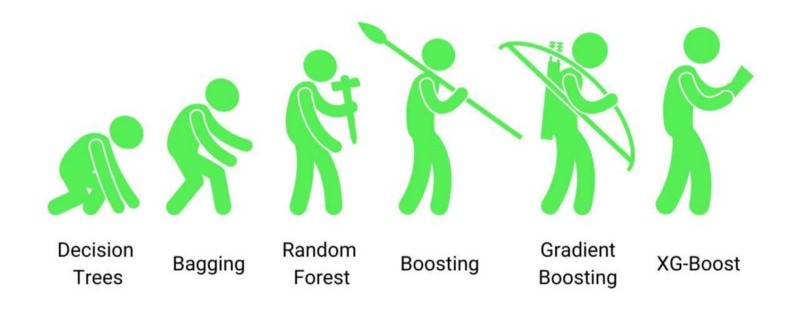 Decision
Trees
Bagging
Random
Forest
Boosting
Gradient
Boosting
XG-Boost